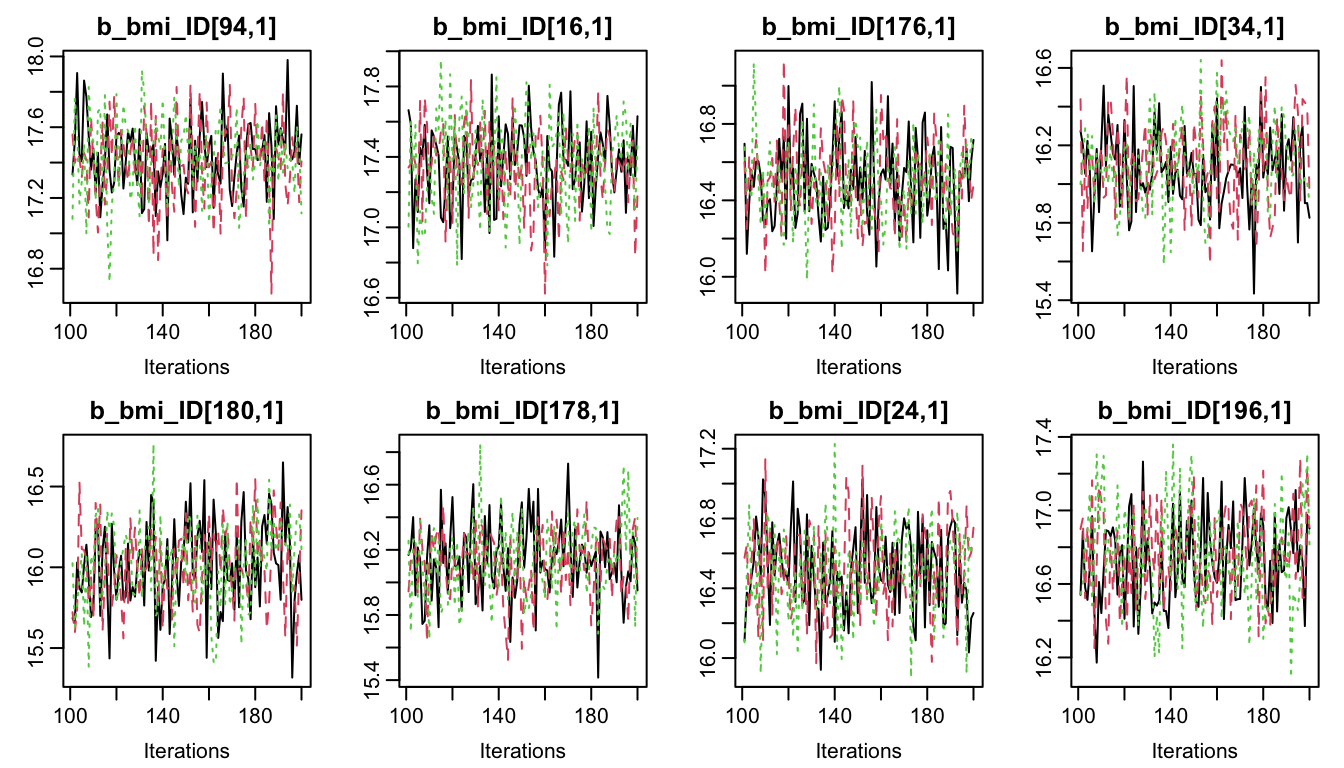 b_bmi_ID[94,1] b_bmi_ID[16,1] b_bmi_ID[176,1] b_bmi_ID[34,1]
18.0 17.6 17.2 16.8
17.8 17.4 17.0 16.6
16.8 16.4 16.0
16.6 16.2 15.8 15.4
100 140 180 100 140 180 100 140 180 100 140 180
Iterations Iterations Iterations Iterations
b_bmi_ID[180,1] b_bmi_ID[178,1] b_bmi_ID[24,1] b_bmi_ID[196,1]
16.5 16.0 15.5
16.6 16.2 15.8 15.4
17.2 16.8 16.4 16.0
17.4 17.0 16.6 16.2
100 140 180 100 140 180 100 140 180 100 140 180
Iterations Iterations Iterations Iterations